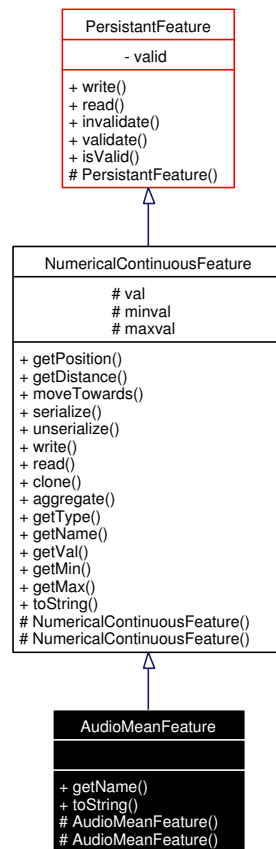 PersistantFeature
- valid
+ write()
+ read()
+ invalidate()
+ validate()
+ isValid()
# PersistantFeature()
NumericalContinuousFeature
# val
# minval
# maxval
+ getPosition()
+ getDistance()
+ moveTowards()
+ serialize()
+ unserialize()
+ write()
+ read()
+ clone()
+ aggregate()
+ getType()
+ getName()
+ getVal()
+ getMin()
+ getMax()
+ toString()
# NumericalContinuousFeature()
# NumericalContinuousFeature()
AudioMeanFeature
+ getName()
+ toString()
# AudioMeanFeature()
# AudioMeanFeature()